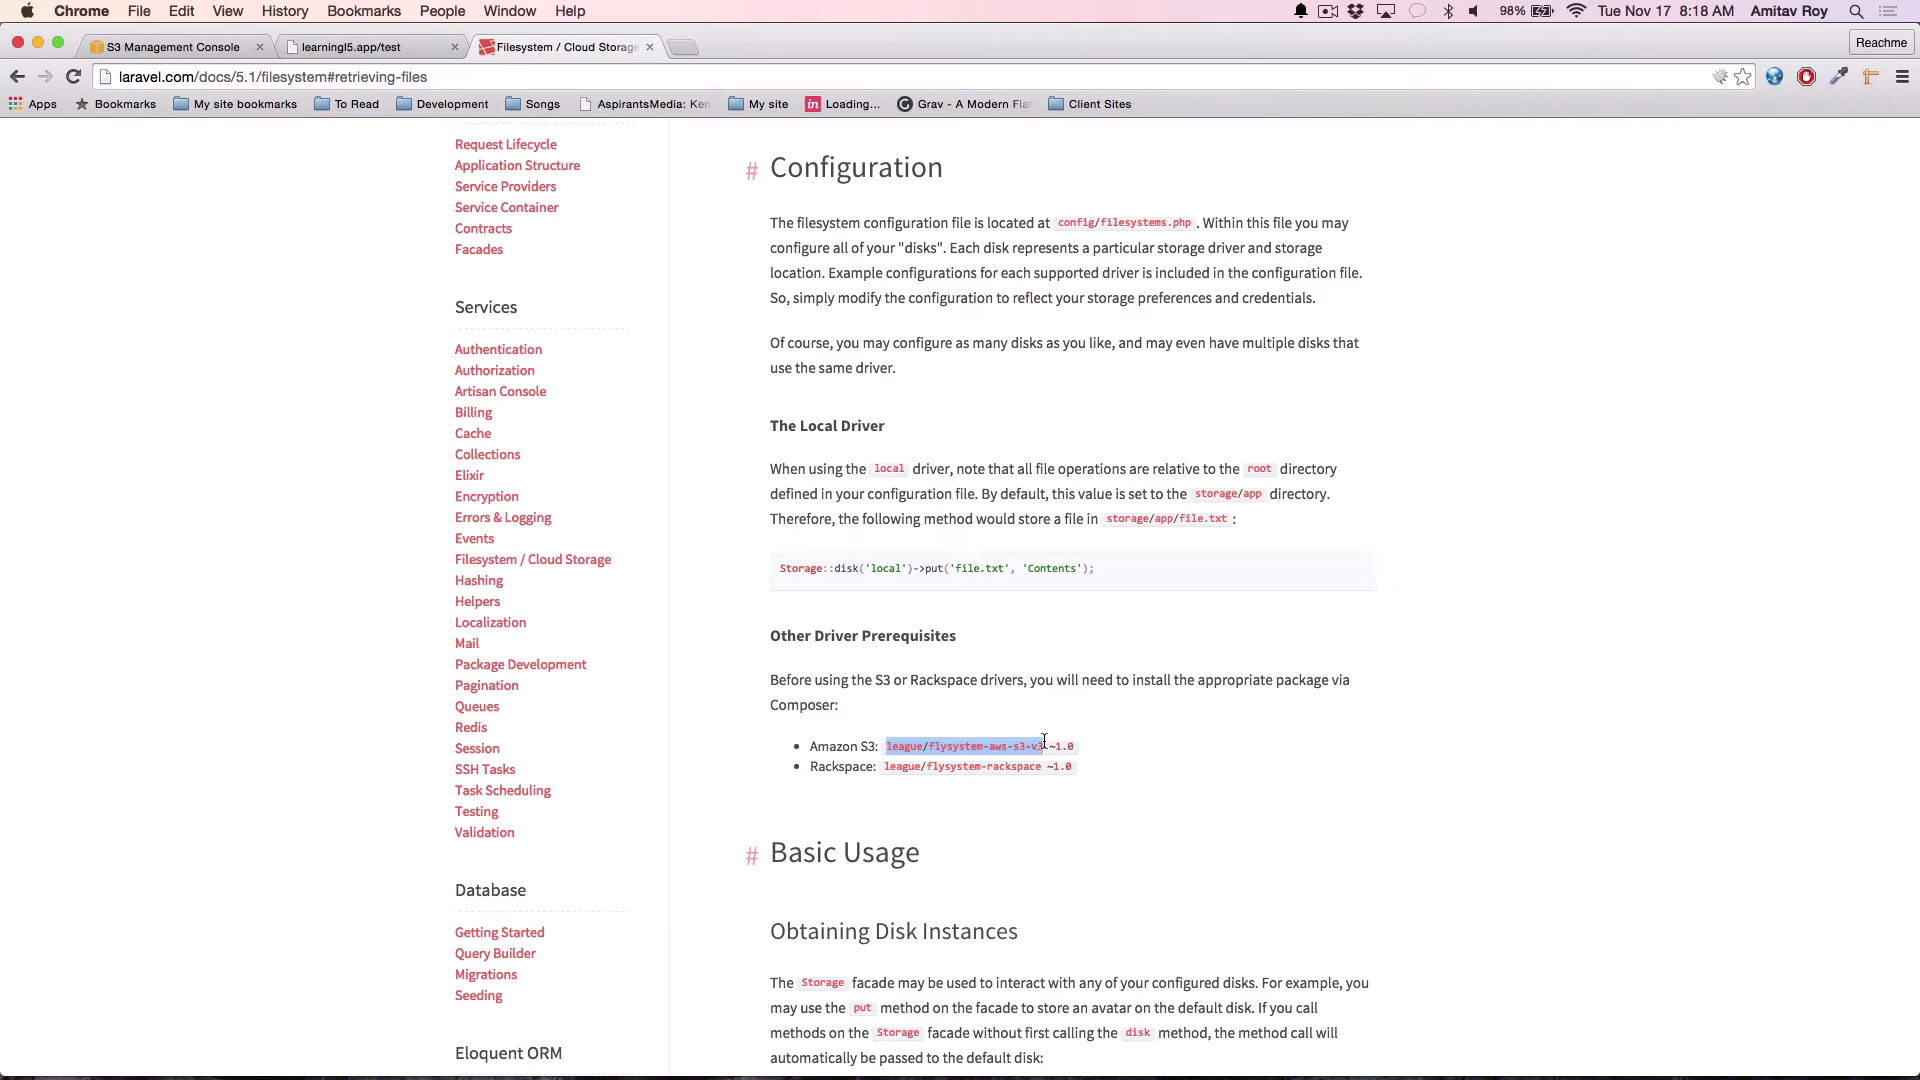 Chrome File Edit View History Bookmarks People Window Help
98% Tue Nov 17 8:18 AM Amitav Roy
S3 Management Console
learningl5.app/test
Filesystem / Cloud Storage
Reachme
laravel.com/docs/5.1/filesystem#retrieving-files
Apps Bookmarks My site bookmarks To Read Development Songs AspirantsMedia: Ken My site Loading... Grav - A Modern Fla Client Sites
Request Lifecycle
Application Structure
Service Providers
Service Container
Contracts
Facades
Services
Authentication
Authorization
Artisan Console
Billing
Cache
Collections
Elixir
Encryption
Errors & Logging
Events
Filesystem / Cloud Storage
Hashing
Helpers
Localization
Mail
Package Development
Pagination
Queues
Redis
Session
SSH Tasks
Task Scheduling
Testing
Validation
Database
Getting Started
Query Builder
Migrations
Seeding
Eloquent ORM
# Configuration
The filesystem configuration file is located at config/filesystems.php. Within this file you may
configure all of your "disks". Each disk represents a particular storage driver and storage
location. Example configurations for each supported driver is included in the configuration file.
So, simply modify the configuration to reflect your storage preferences and credentials.
Of course, you may configure as many disks as you like, and may even have multiple disks that
use the same driver.
The Local Driver
When using the local driver, note that all file operations are relative to the root directory
defined in your configuration file. By default, this value is set to the storage/app directory.
Therefore, the following method would store a file in storage/app/file.txt:
Storage::disk('local')->put('file.txt', 'Contents');
Other Driver Prerequisites
Before using the S3 or Rackspace drivers, you will need to install the appropriate package via
Composer:
• Amazon S3: league/flysystem-aws-s3-v3 ~1.0
• Rackspace: league/flysystem-rackspace ~1.0
# Basic Usage
Obtaining Disk Instances
The Storage facade may be used to interact with any of your configured disks. For example, you
may use the put method on the facade to store an avatar on the default disk. If you call
methods on the Storage facade without first calling the disk method, the method call will
automatically be passed to the default disk: